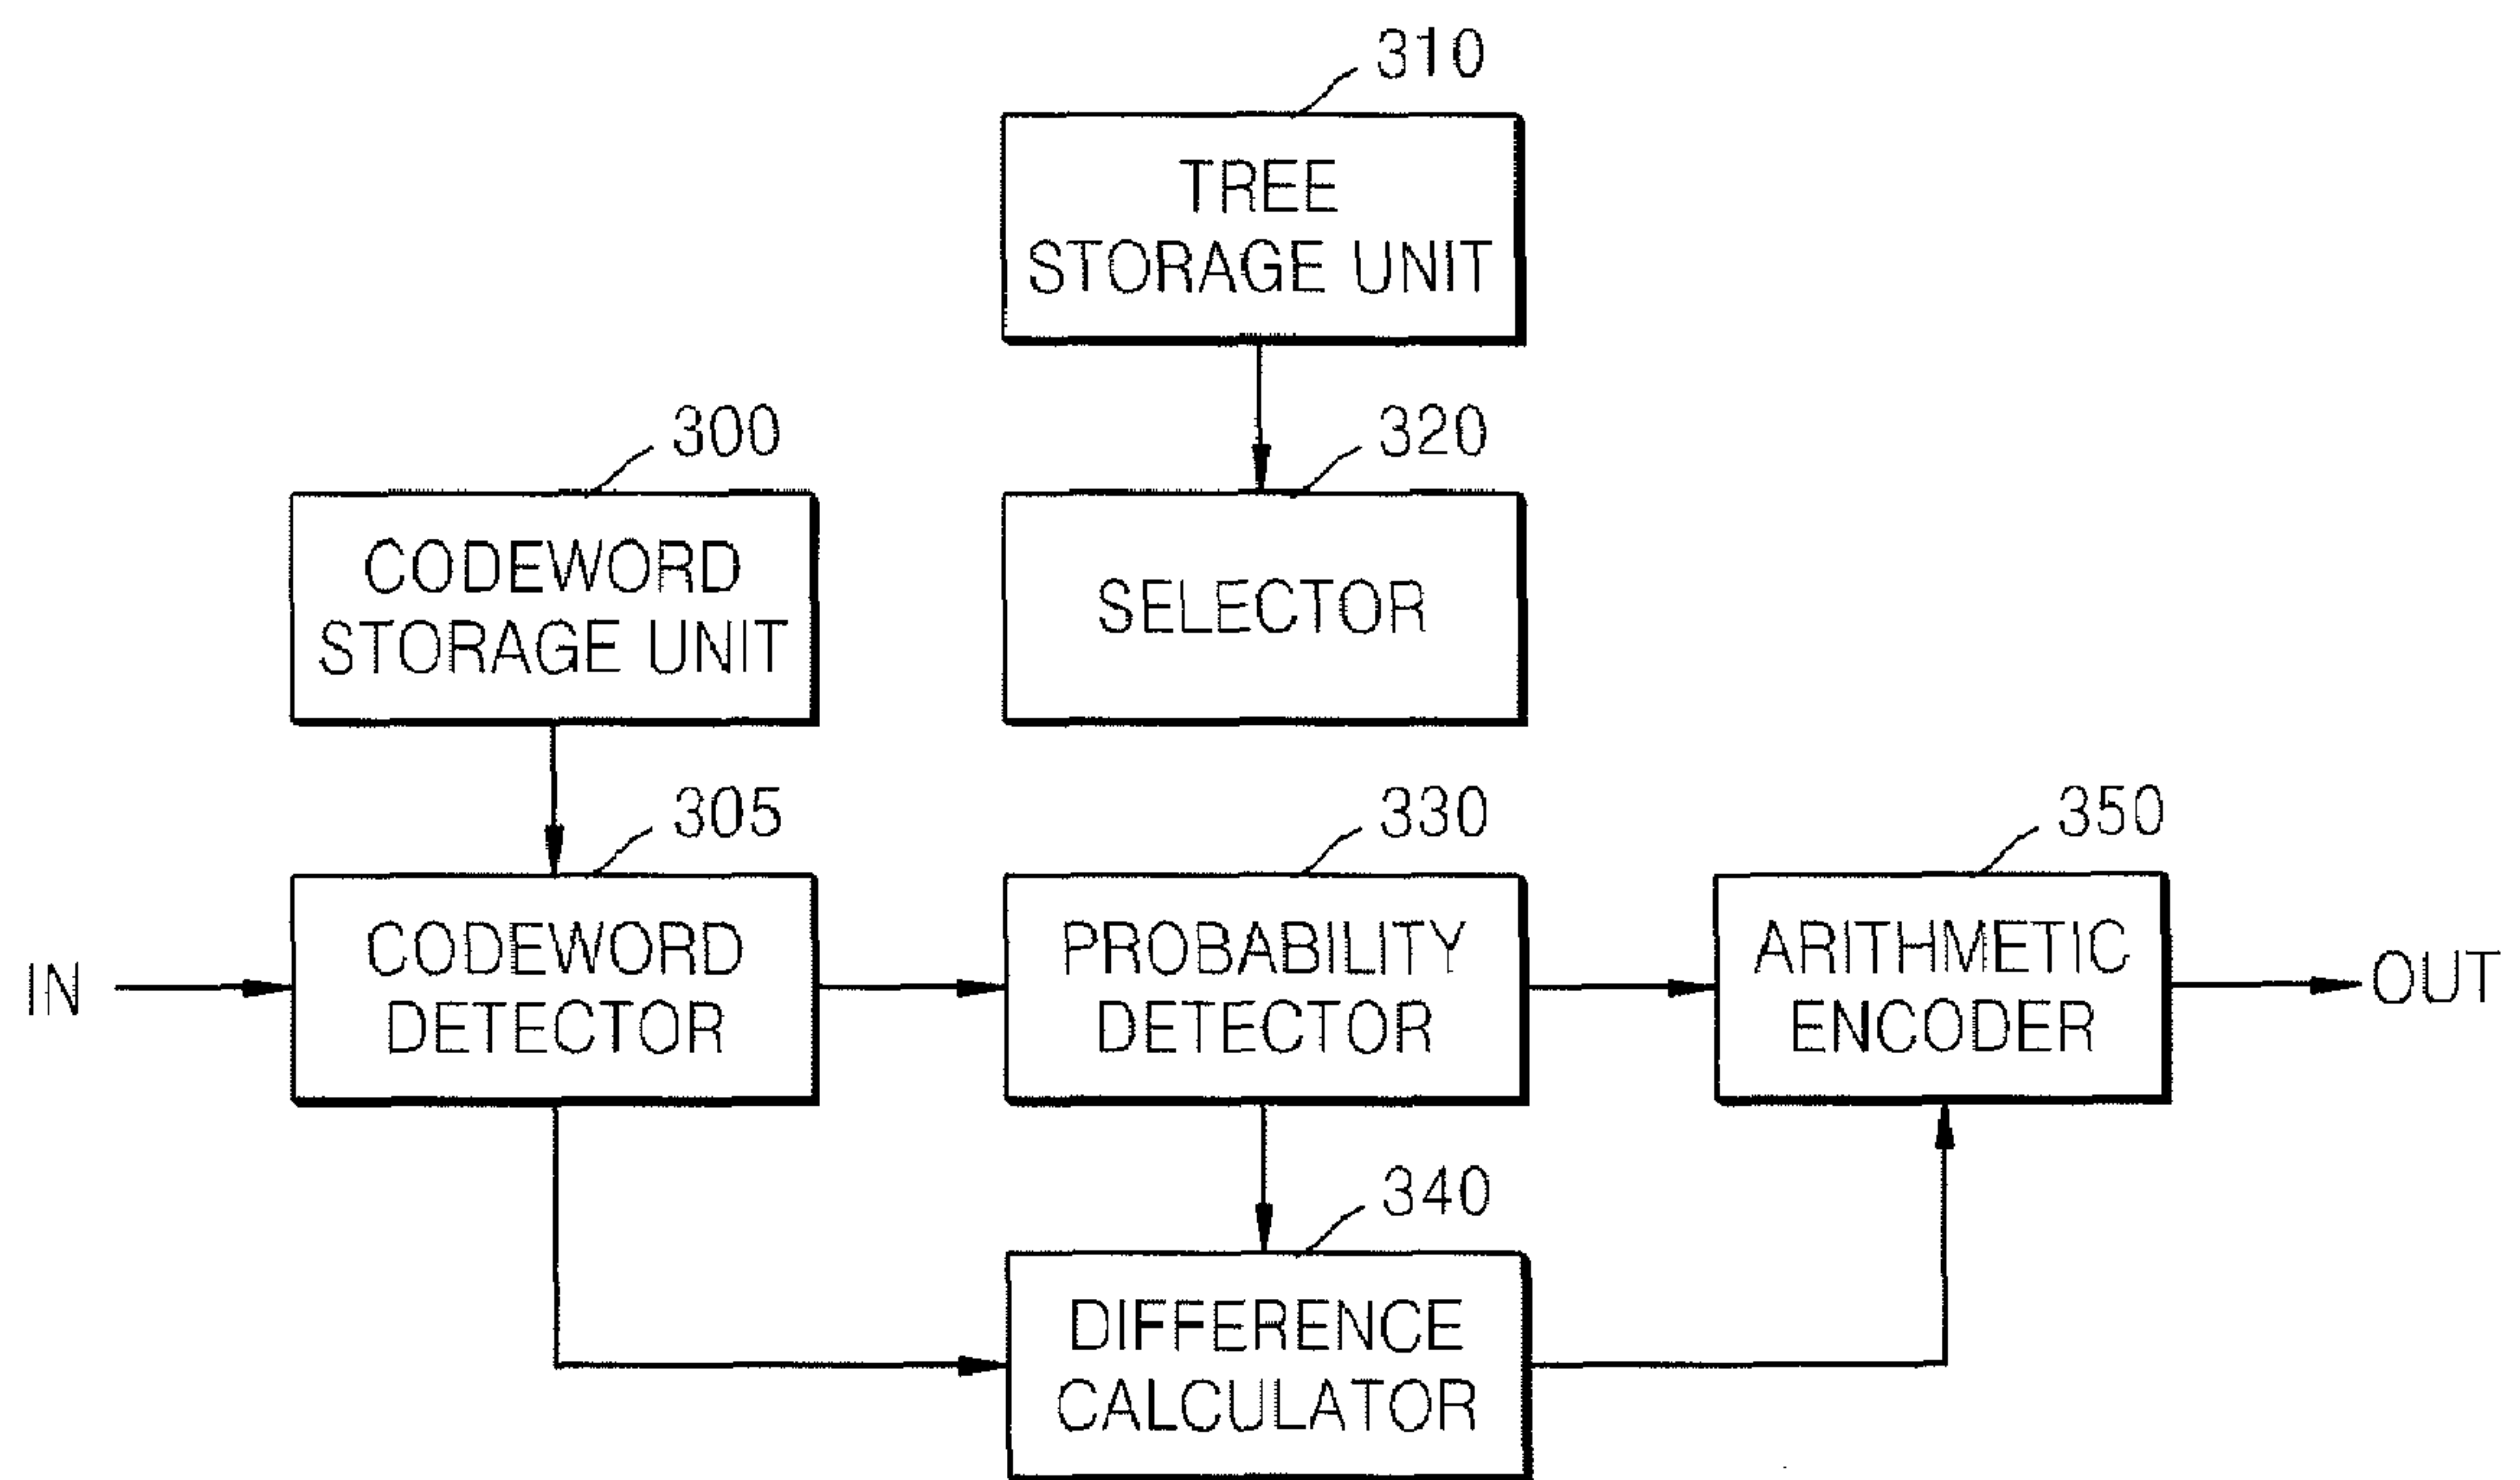 310
TREE
STORAGE UNIT
300
320
CODEWORD
STORAGE UNIT
SELECTOR
305
330
350
IN
CODEWORD
DETECTOR
PROBABILITY
DETECTOR
ARITHMETIC
ENCODER
OUT
340
DIFFERENCE
CALCULATOR